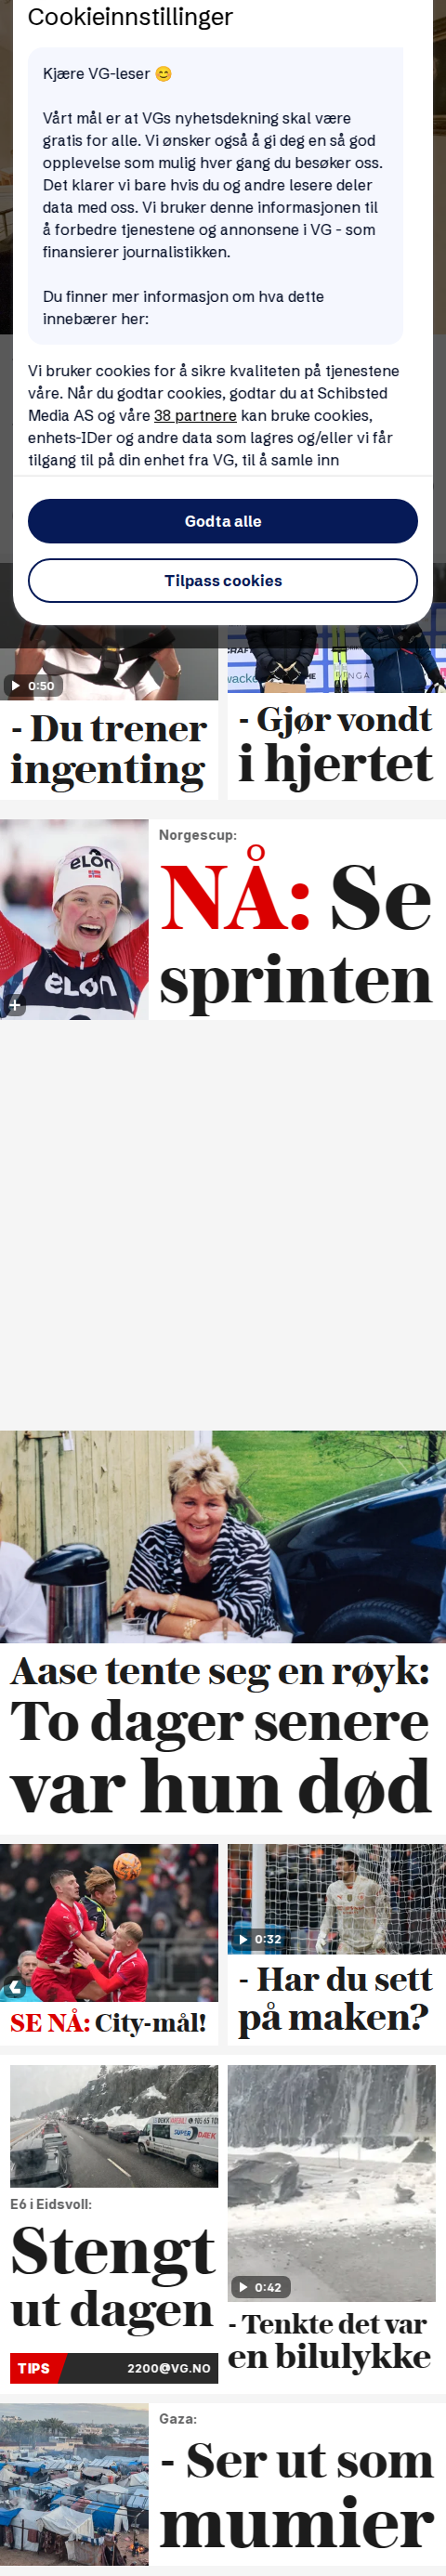 Cookieinnstillinger
Kjære VG-leser 😊
Vårt mål er at VGs nyhetsdekning skal være
gratis for alle. Vi ønsker også å gi deg en så god
opplevelse som mulig hver gang du besøker oss.
Det klarer vi bare hvis du og andre lesere deler
data med oss. Vi bruker denne informasjonen til
å forbedre tjenestene og annonsene i VG - som
finansierer journalistikken.
Du finner mer informasjon om hva dette
innebærer her:
Vi bruker cookies for å sikre kvaliteten på tjenestene
våre. Når du godtar cookies, godtar du at Schibsted
Media AS og våre 38 partnere kan bruke cookies,
enhets-IDer og andre data som lagres og/eller vi får
tilgang til på din enhet fra VG, til å samle inn
Godta alle
Tilpass cookies
0:50
- Du trener
ingenting
- Gjør vondt
i hjertet
elon
elon
Norgescup:
NÅ: Se
sprinten
Aase tente seg en røyk:
To dager senere
var hun død
SE NÅ: City-mål!
0:32
- Har du sett
på maken?
E6 i Eidsvoll:
Stengt
ut dagen
TIPS
2200@VG.NO
0:42
- Tenkte det var
en bilulykke
Gaza:
- Ser ut som
mumier